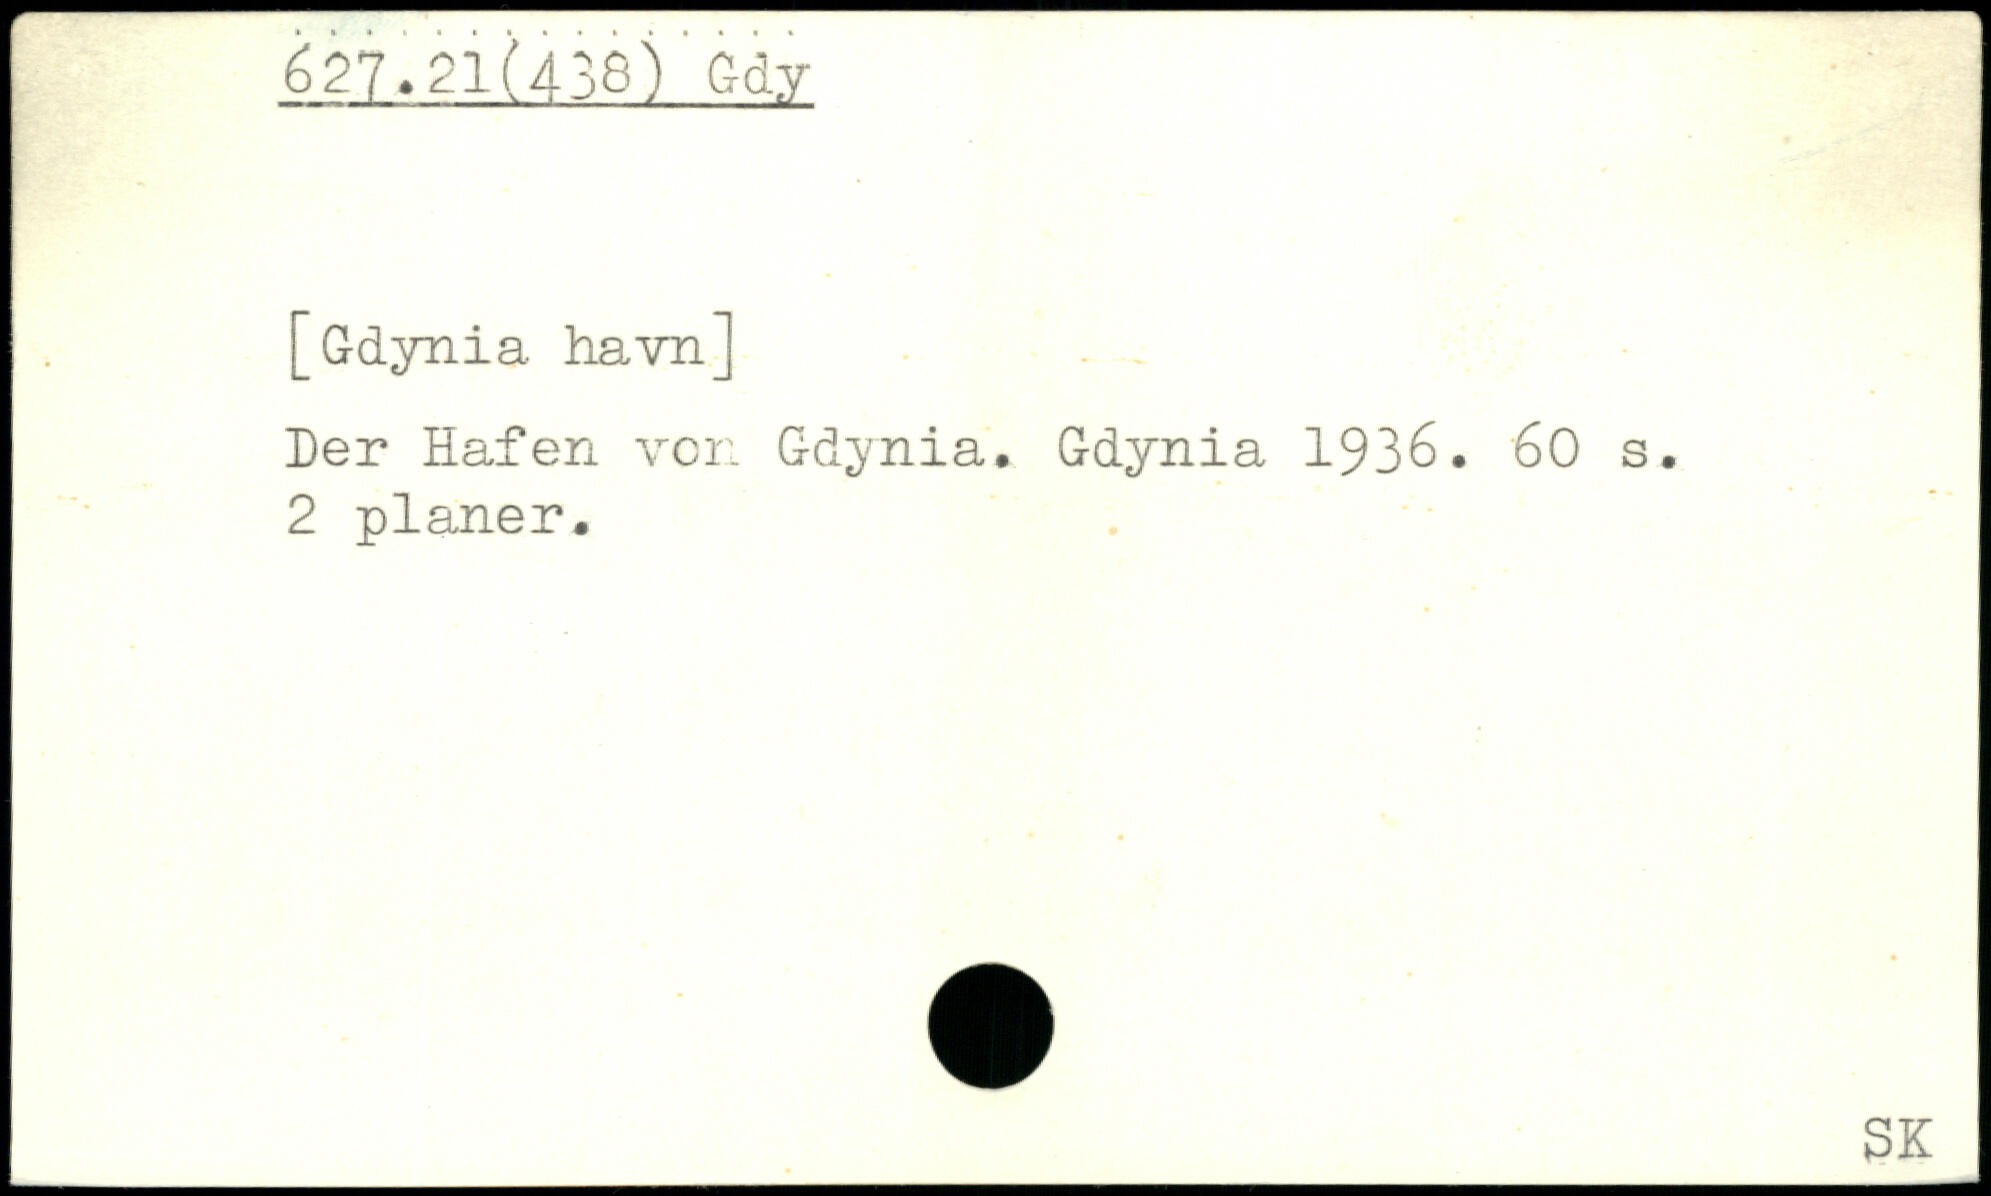 627.21(438) Gdy
[Gdynia havn]
Der Hafen von Gdynia. Gdynia 1936. 60 s.
2 planer.
SK